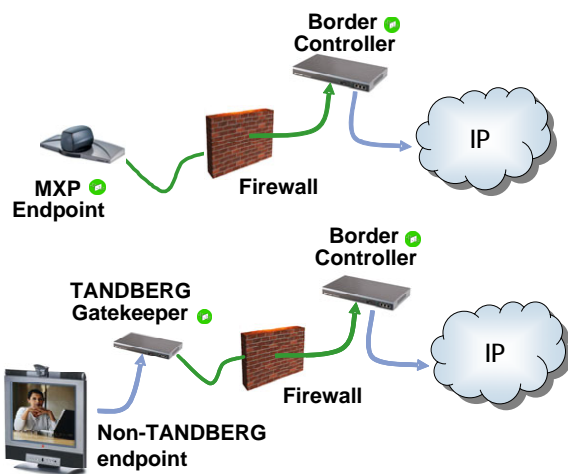 Border
Controller
IP
MXP
Endpoint
Firewall
Border
Controller
TANDBERG
Gatekeeper
IP
Firewall
Non-TANDBERG
endpoint